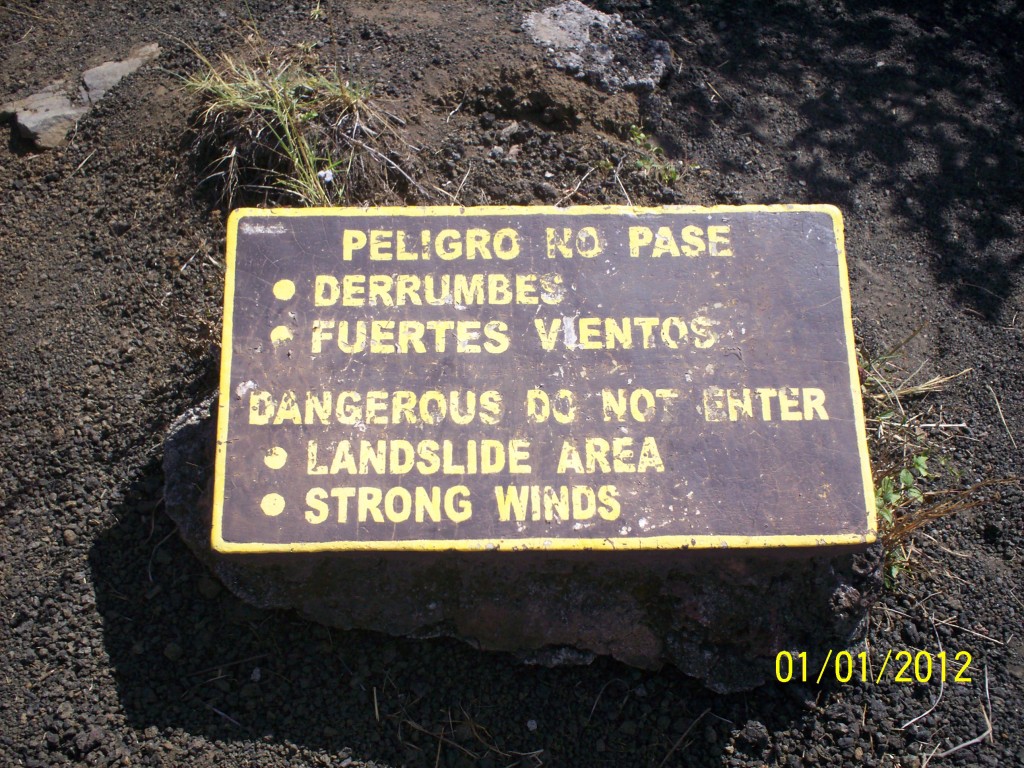 PELIGRO NO PASE
• DERRUMBES
• FUERTES VIENTOS
DANGEROUS DO NOT ENTER
• LANDSLIDE AREA
• STRONG WINDS
01/01/2012